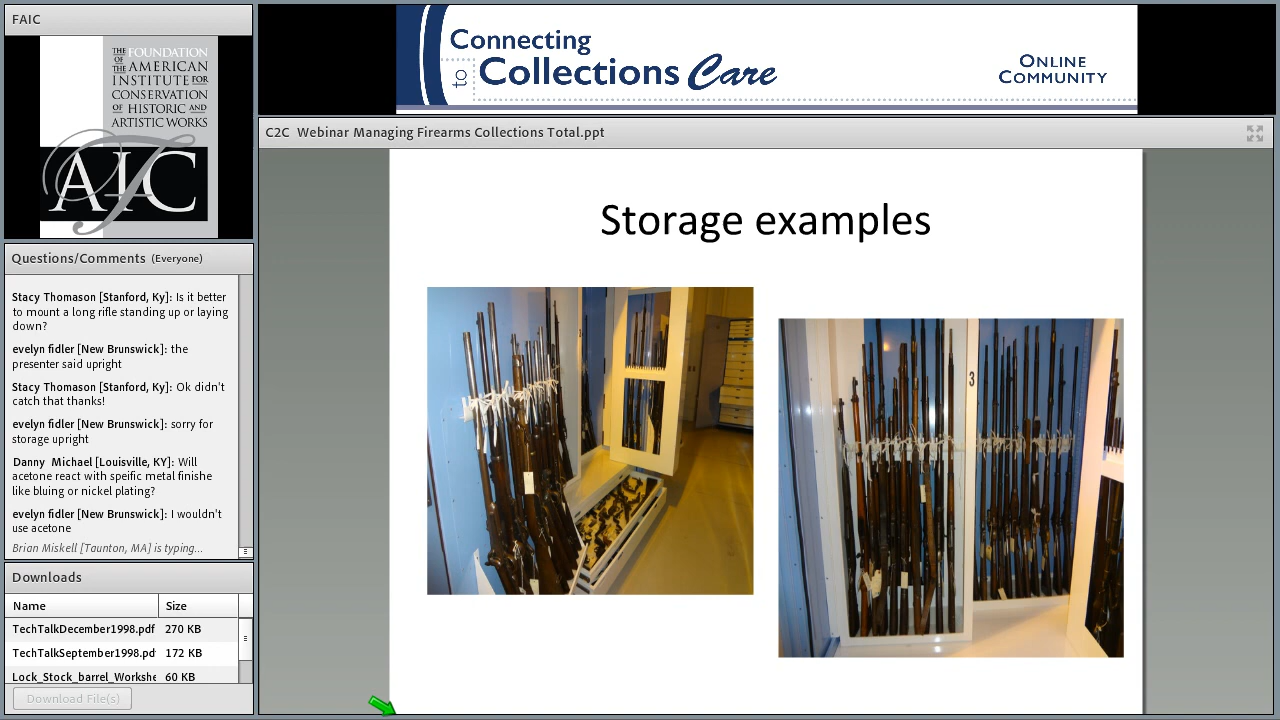 FAIC
THE FOUNDATION
OF THE AMERICAN
INSTITUTE FOR
CONSERVATION
OF HISTORIC AND
ARTISTIC WORKS
AIC
Questions/Comments (Everyone)
Stacy Thomason [Stanford, Ky]: Is it better
to mount a long rifle standing up or laying
down?
evelyn fidler [New Brunswick]: the
presenter said upright
Stacy Thomason [Stanford, Ky]: Ok didn't
catch that thanks!
evelyn fidler [New Brunswick]: sorry for
storage upright
Danny Michael [Louisville, KY]: Will
acetone react with speific metal finishe
like bluing or nickel plating?
evelyn fidler [New Brunswick]: I wouldn't
use acetone
Brian Miskell [Taunton, MA] is typing...
Downloads
Name Size
TechTalkDecember1998.pdf 270 KB
TechTalkSeptember1998.pd 172 KB
Lock_Stock_barrel_Workshe 60 KB
Download File(s)
Connecting
to Collections Care
ONLINE
COMMUNITY
C2C Webinar Managing Firearms Collections Total.ppt
Storage examples
3